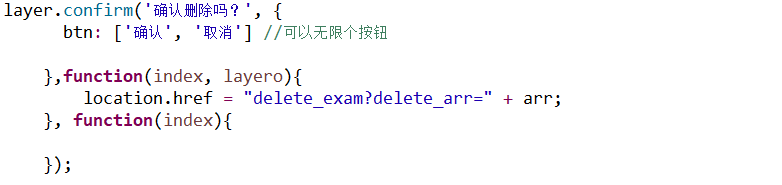 layer.confirm('确认删除吗？', {
btn: ['确认', '取消'] //可以无限个按钮
},function(index, layero){
location.href = "delete_exam?delete_arr=" + arr;
}, function(index){
});